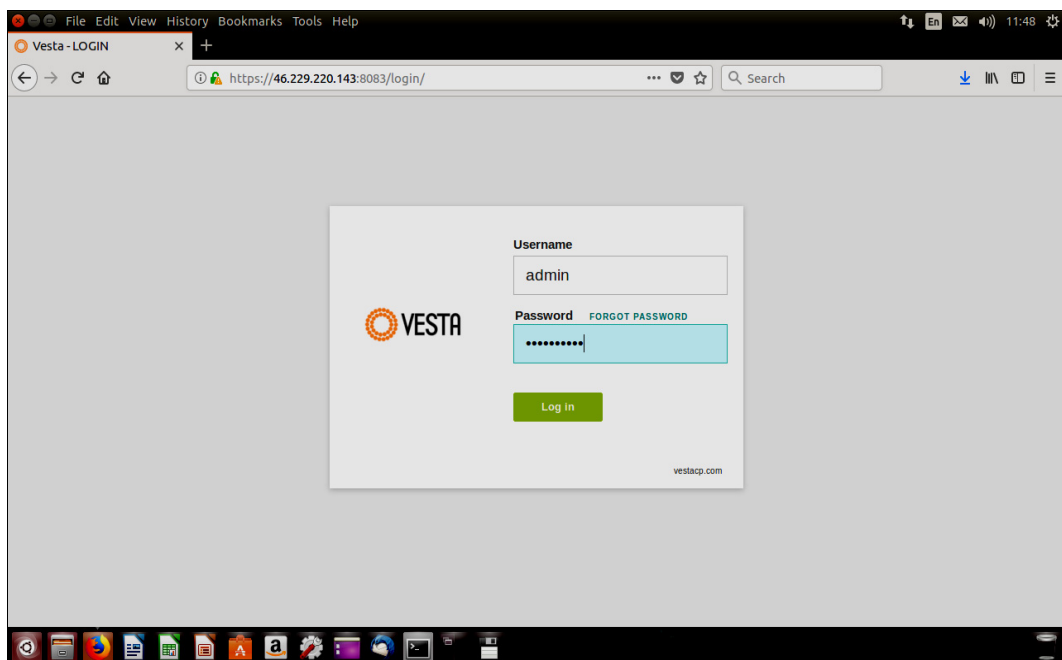 File Edit View History Bookmarks Tools Help
En 11:48
Vesta - LOGIN
https://46.229.220.143:8083/login/
Search
Username
admin
VESTA
Password FORGOT PASSWORD
Log in
vestacp.com